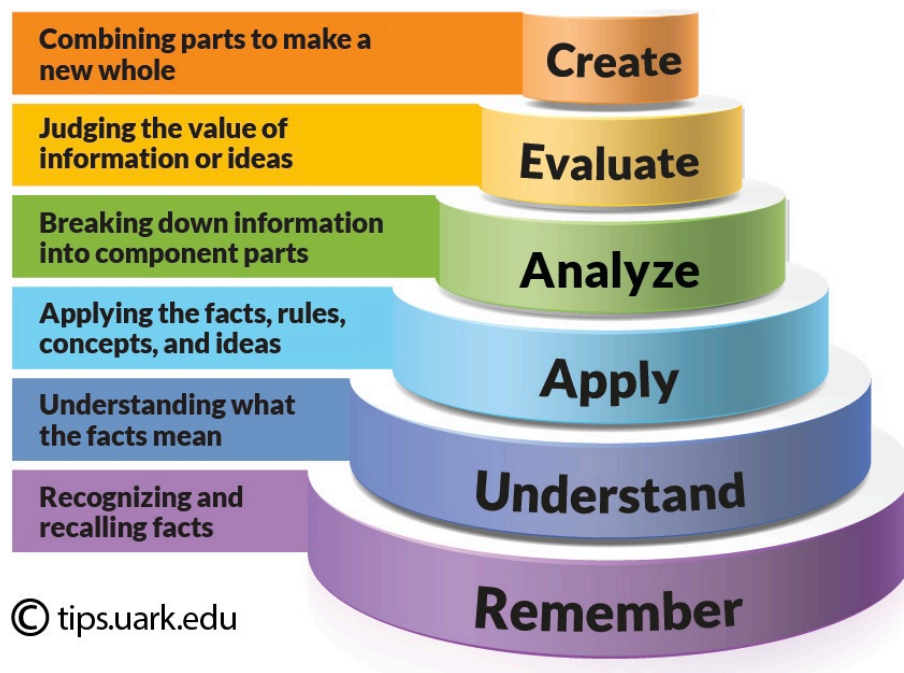 Combining parts to make a
new whole
Create
Judging the value of
information or ideas
Evaluate
Breaking down information
into component parts
Analyze
Applying the facts, rules,
concepts, and ideas
Apply
Understanding what
the facts mean
Understand
Recognizing and
recalling facts
Remember
© tips.uark.edu